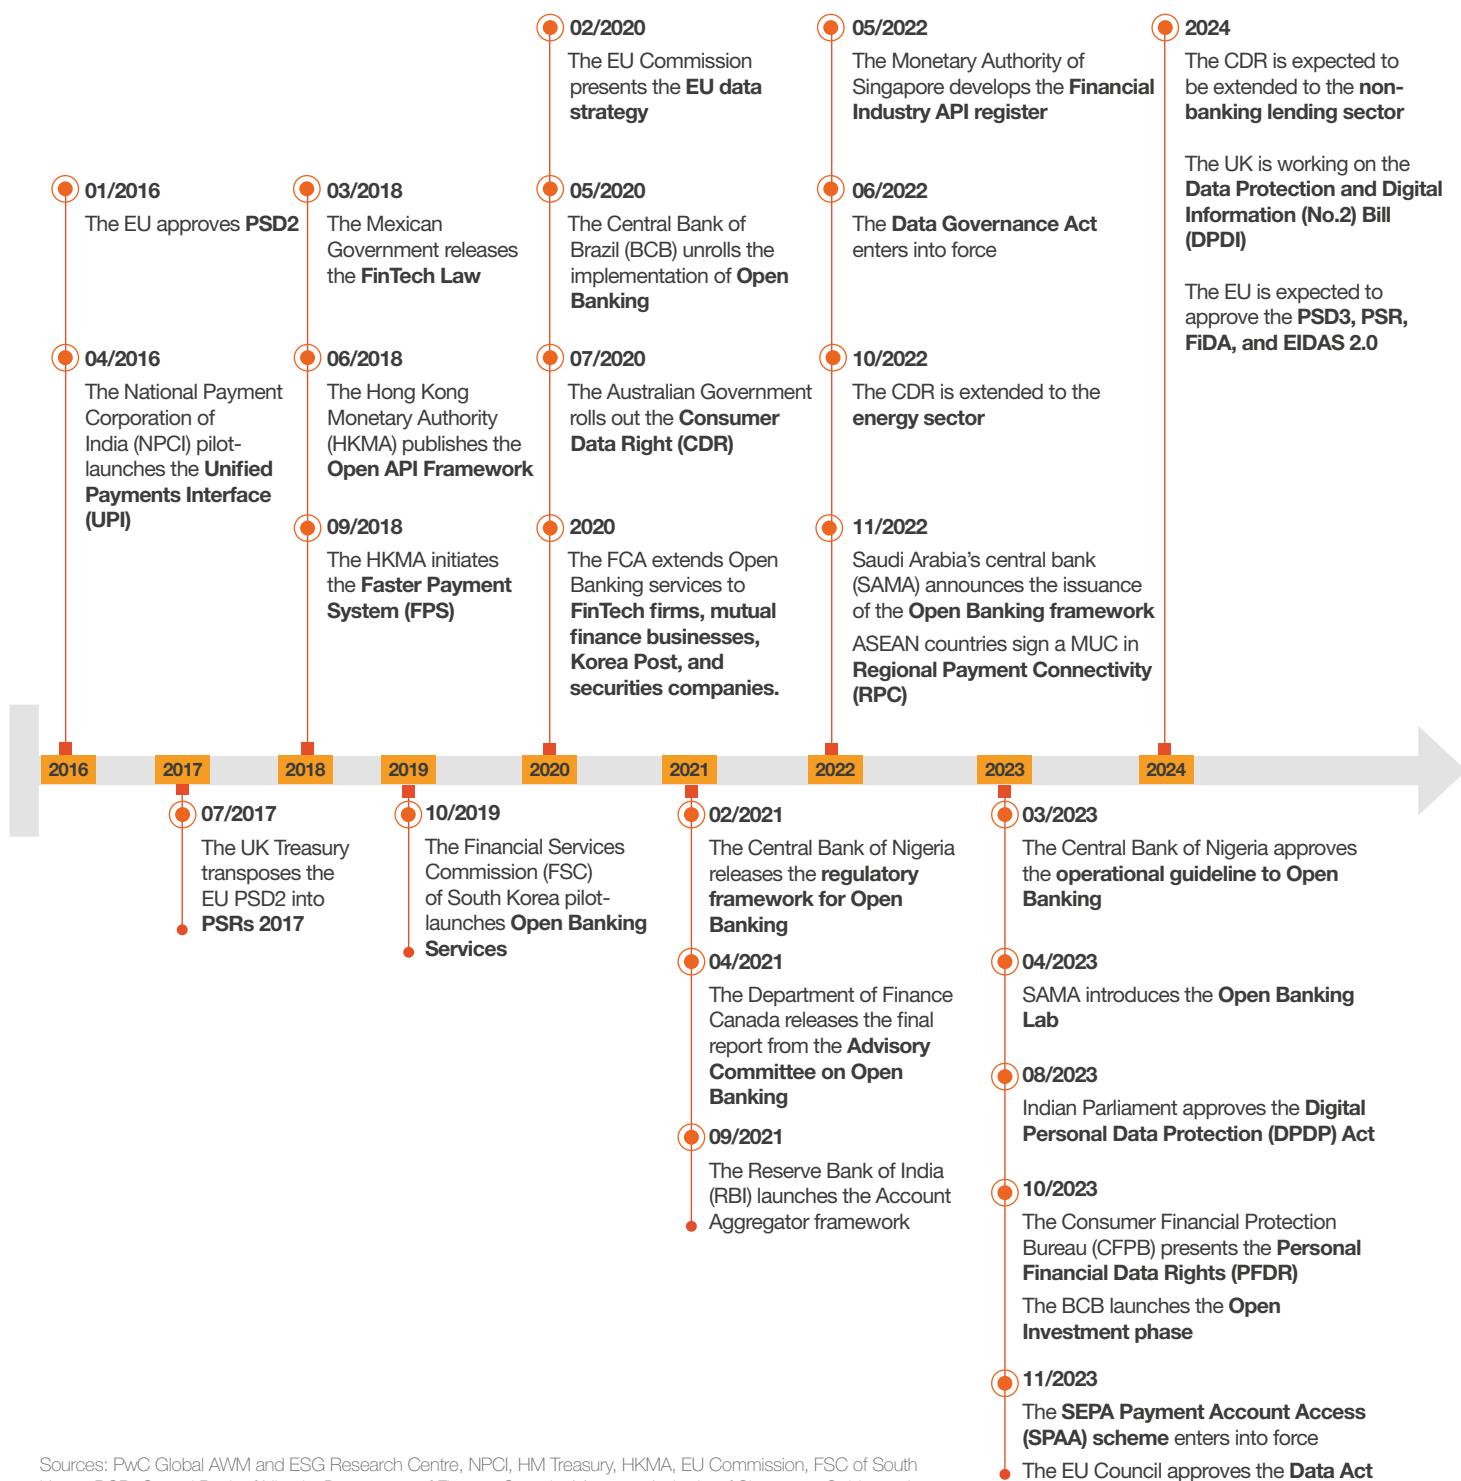 02/2020
The EU Commission
presents the EU data
strategy
05/2022
The Monetary Authority of
Singapore develops the Financial
Industry API register
2024
The CDR is expected to
be extended to the non-
banking lending sector
The UK is working on the
Data Protection and Digital
Information (No.2) Bill
(DPDI)
The EU is expected to
approve the PSD3, PSR,
FiDA, and EIDAS 2.0
01/2016
The EU approves PSD2
03/2018
The Mexican
Government releases
the FinTech Law
05/2020
The Central Bank of
Brazil (BCB) unrolls the
implementation of Open
Banking
06/2022
The Data Governance Act
enters into force
04/2016
The National Payment
Corporation of
India (NPCI) pilot-
launches the Unified
Payments Interface
(UPI)
06/2018
The Hong Kong
Monetary Authority
(HKMA) publishes the
Open API Framework
07/2020
The Australian Government
rolls out the Consumer
Data Right (CDR)
10/2022
The CDR is extended to the
energy sector
09/2018
The HKMA initiates
the Faster Payment
System (FPS)
2020
The FCA extends Open
Banking services to
FinTech firms, mutual
finance businesses,
Korea Post, and
securities companies.
11/2022
Saudi Arabia's central bank
(SAMA) announces the issuance
of the Open Banking framework
ASEAN countries sign a MUC in
Regional Payment Connectivity
(RPC)
2016
2017
2018
2019
2020
2021
2022
2023
2024
07/2017
The UK Treasury
transposes the
EU PSD2 into
PSRs 2017
10/2019
The Financial Services
Commission (FSC)
of South Korea pilot-
launches Open Banking
Services
02/2021
The Central Bank of Nigeria
releases the regulatory
framework for Open
Banking
04/2021
The Department of Finance
Canada releases the final
report from the Advisory
Committee on Open
Banking
09/2021
The Reserve Bank of India
(RBI) launches the Account
Aggregator framework
03/2023
The Central Bank of Nigeria approves
the operational guideline to Open
Banking
04/2023
SAMA introduces the Open Banking
Lab
08/2023
Indian Parliament approves the Digital
Personal Data Protection (DPDP) Act
10/2023
The Consumer Financial Protection
Bureau (CFPB) presents the Personal
Financial Data Rights (PFDR)
The BCB launches the Open
Investment phase
11/2023
The SEPA Payment Account Access
(SPAA) scheme enters into force
The EU Council approves the Data Act
Sources: PwC Global AWM and ESG Research Centre, NPCI, HM Treasury, HKMA, EU Commission, FSC of South